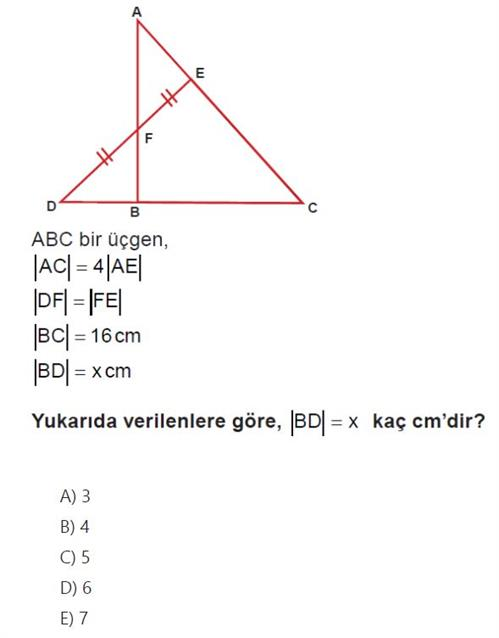 A
E
F
D
B
C
ABC bir üçgen,
|AC| = 4|AE|
|DF| = |FE|
|BC| = 16 cm
|BD| = x cm
Yukarıda verilenlere göre, |BD| = x kaç cm’dir?
A) 3
B) 4
C) 5
D) 6
E) 7